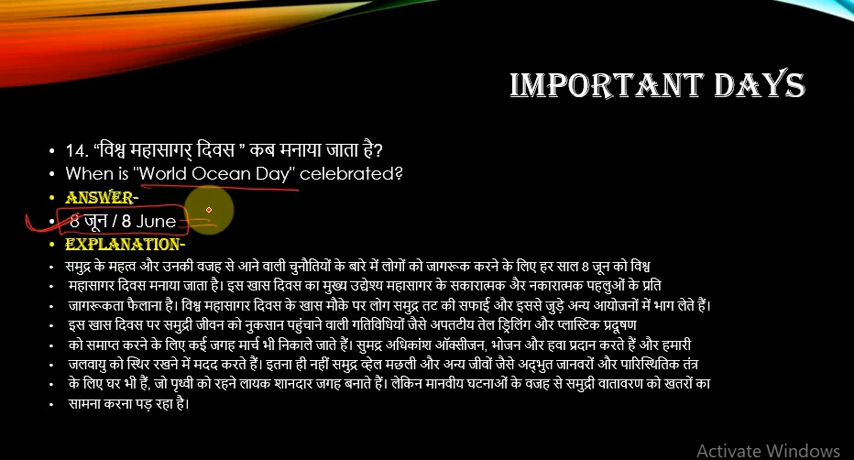 IMPORTANT DAYS
• 14. “विश्व महासागर् दिवस ” कब मनाया जाता है?
• When is "World Ocean Day" celebrated?
• ANSWER-
• 8 जून / 8 June
• EXPLANATION-
• समुद्र के महत्व और उनकी वजह से आने वाली चुनौतियों के बारे में लोगों को जागरूक करने के लिए हर साल 8 जून को विश्व
• महासागर दिवस मनाया जाता है। इस खास दिवस का मुख्य उद्येश्य महासागर के सकारात्मक और नकारात्मक पहलुओं के प्रति
• जागरूकता फैलाना है। विश्व महासागर दिवस के खास मौके पर लोग समुद्र तट की सफाई और इससे जुड़े अन्य आयोजनों में भाग लेते हैं।
• इस खास दिवस पर समुद्री जीवन को नुकसान पहुंचाने वाली गतिविधियों जैसे अपतटीय तेल ड्रिलिंग और प्लास्टिक प्रदूषण
• को समाप्त करने के लिए कई जगह मार्च भी निकाले जाते हैं। सुमद्र अधिकांश ऑक्सीजन, भोजन और हवा प्रदान करते हैं और हमारी
• जलवायु को स्थिर रखने में मदद करते हैं। इतना ही नहीं समुद्र व्हेल मछली और अन्य जीवों जैसे अद्भुत जानवरों और पारिस्थितिक तंत्र
• के लिए घर भी हैं, जो पृथ्वी को रहने लायक शानदार जगह बनाते हैं। लेकिन मानवीय घटनाओं के वजह से समुद्री वातावरण को खतरों का
• सामना करना पड़ रहा है।
Activate Windows